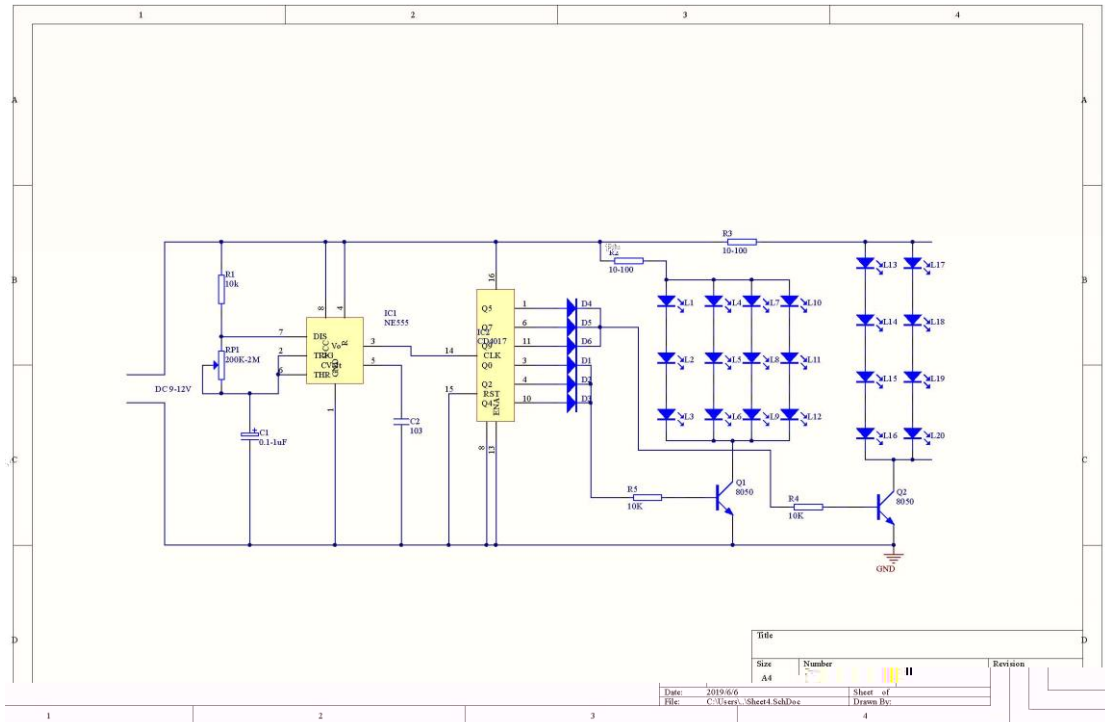 1 2 3 4
A A
R3
10-100
R2
10-100
B B
R1
10k
L13 L17
L1 L4 L7 L10
IC1
NE555
8 4
16
Q5 1 D4
Q7 6 D5
Q9 11 D6
Q0 3 D1
Q2 4 D2
Q4 10 D3
IC2
CD4017
14 CLK
15 RST
ENA
8 13
7 DIS
2 TRIG
6 THR
VCC
R
Vo 3
CVolt 5
GND
1
RP1
200K-2M
L14 L18
L2 L5 L8 L11
DC 9-12V
L15 L19
L3 L6 L9 L12
C1
0.1-1uF
+
C2
103
L16 L20
C C
R5
10K
Q1
8050
R4
10K
Q2
8050
GND
D D
Title
Size Number Revision
A4
Date: 2019/6/6 Sheet of
File: C:\Users\..\Sheet4.SchDoc Drawn By:
1 2 3 4